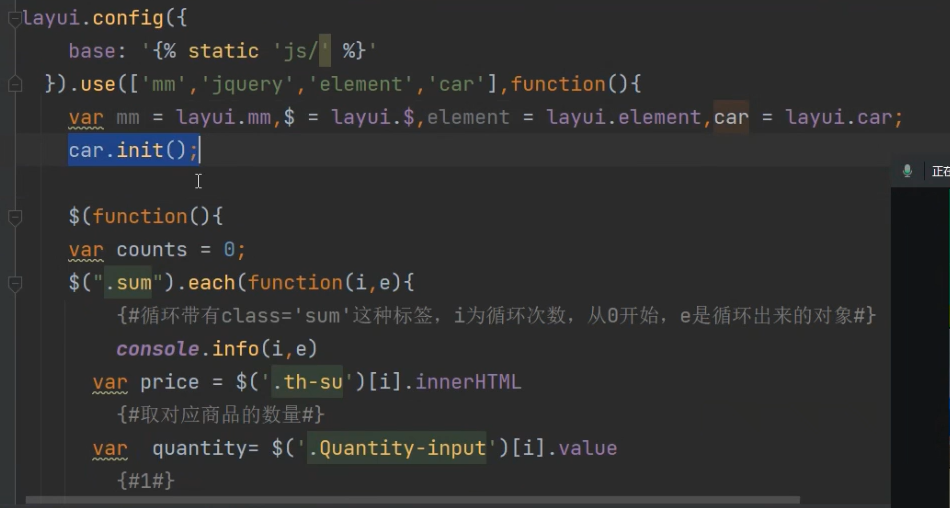 layui.config({
base: '{% static 'js/' %}'
}).use(['mm','jquery','element','car'],function(){
var mm = layui.mm,$ = layui.$,element = layui.element,car = layui.car;
car.init();
正在
$(function(){
var counts = 0;
$(".sum").each(function(i,e){
{#循环带有class='sum'这种标签，i为循环次数，从0开始，e是循环出来的对象#}
console.info(i,e)
var price = $('.th-su')[i].innerHTML
{#取对应商品的数量#}
var  quantity= $('.Quantity-input')[i].value
{#1#}